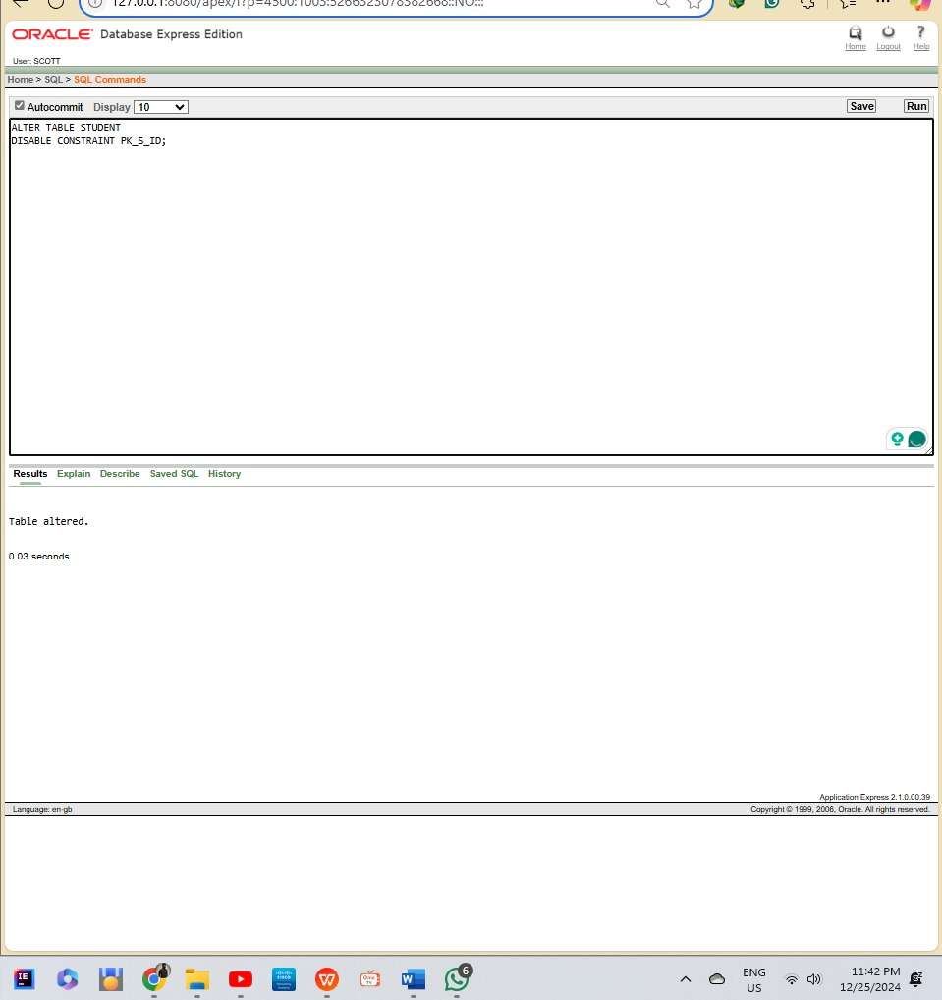 127.0.0.1:8080/apex/f?p=4500:1003:5266323078382668::NO:::
ORACLE Database Express Edition
Home Logout Help
User: SCOTT
Home > SQL > SQL Commands
Autocommit Display 10 Save Run
ALTER TABLE STUDENT
DISABLE CONSTRAINT PK_S_ID;
Results Explain Describe Saved SQL History
Table altered.
0.03 seconds
Application Express 2.1.0.00.39
Language: en-gb Copyright © 1999, 2006, Oracle. All rights reserved.
6
ENG
US
11:42 PM
12/25/2024